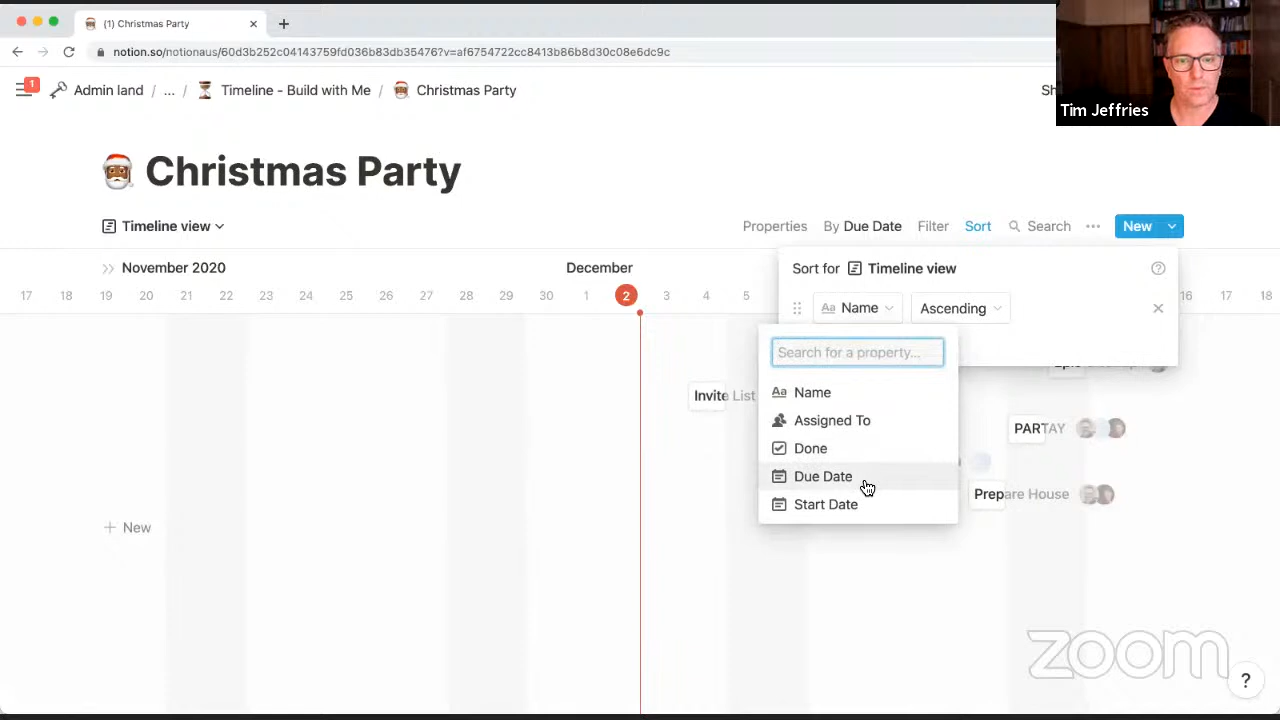 (1) Christmas Party
notion.so/notionaus/60d3b252c04143759fd036b83db35476?v=af6754722cc8413b86b8d30c08e6dc9c
Tim Jeffries
1
Admin land / ... / Timeline - Build with Me / Christmas Party
Sh
Christmas Party
Timeline view
Properties By Due Date Filter Sort Search ... New
November 2020 December
17 18 19 20 21 22 23 24 25 26 27 28 29 30 1 2 3 4 5 16 17 18
Sort for Timeline view
Aa Name Ascending
Search for a property...
Aa Name
Assigned To
Done
Due Date
Start Date
Invite List
PARTAY
Prepare House
+ New
zoom
?